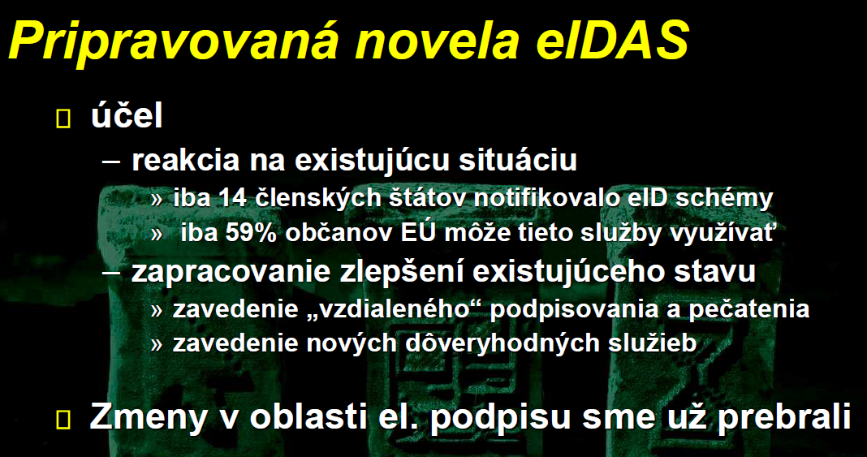 Pripravovaná novela eIDAS
účel
– reakcia na existujúcu situáciu
» iba 14 členských štátov notifikovalo eID schémy
» iba 59% občanov EÚ môže tieto služby využívať
– zapracovanie zlepšení existujúceho stavu
» zavedenie „vzdialeného“ podpisovania a pečatenia
» zavedenie nových dôveryhodných služieb
Zmeny v oblasti el. podpisu sme už prebrali